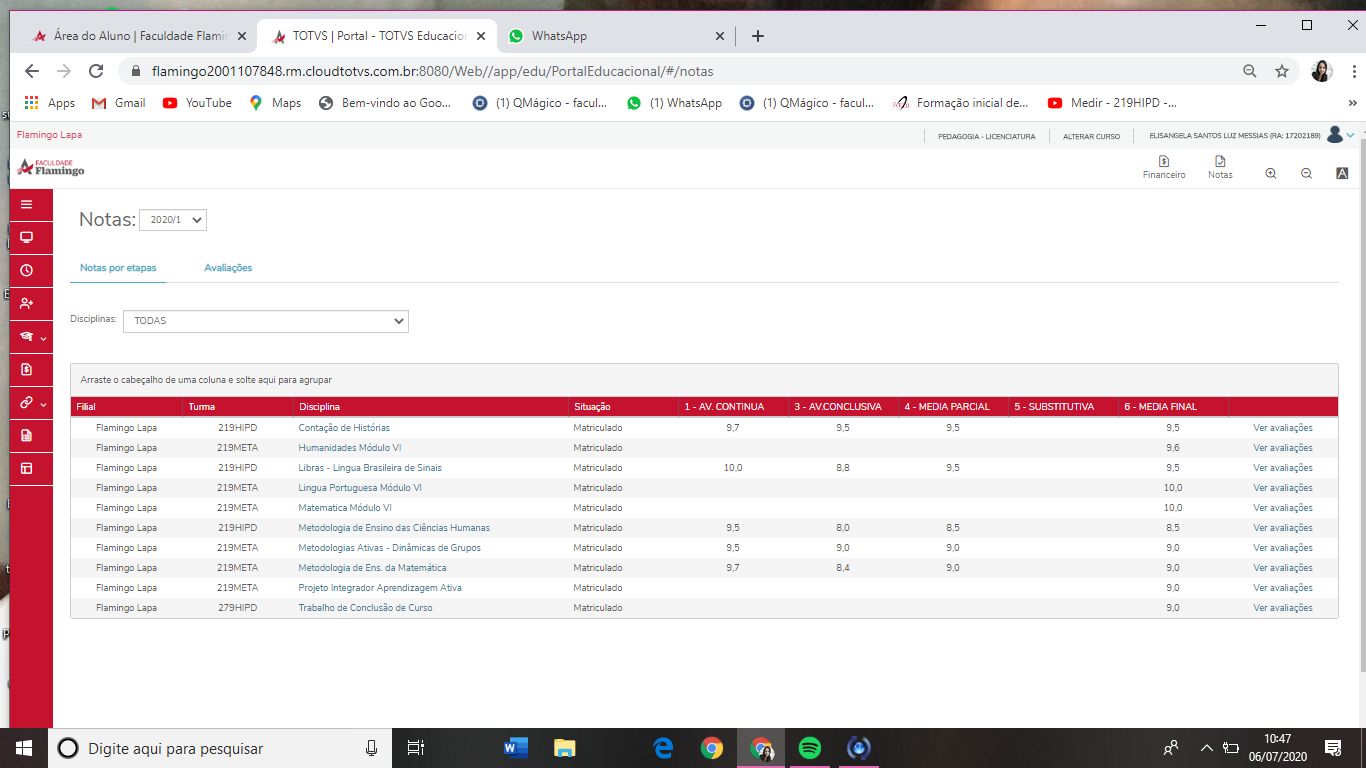 Área do Aluno | Faculdade Flamin
TOTVS | Portal - TOTVS Educacion
WhatsApp
flamingo2001107848.rm.cloudtotvs.com.br:8080/Web//app/edu/PortalEducacional/#/notas
Apps Gmail YouTube Maps Bem-vindo ao Goo... (1) QMágico - facul... (1) WhatsApp (1) QMágico - facul... Formação inicial de... Medir - 219HIPD -... »
Flamingo Lapa PEDAGOGIA - LICENCIATURA ALTERAR CURSO ELISANGELA SANTOS LUZ MESSIAS (RA: 17202189)
FACULDADE
Flamingo
Financeiro Notas A
Notas: 2020/1
Notas por etapas Avaliações
Disciplinas: TODAS
Arraste o cabeçalho de uma coluna e solte aqui para agrupar
Filial Turma Disciplina Situação 1 - AV. CONTINUA 3 - AV.CONCLUSIVA 4 - MEDIA PARCIAL 5 - SUBSTITUTIVA 6 - MEDIA FINAL
Flamingo Lapa 219HIPD Contação de Histórias Matriculado 9,7 9,5 9,5 9,5 Ver avaliações
Flamingo Lapa 219META Humanidades Módulo VI Matriculado 9,6 Ver avaliações
Flamingo Lapa 219HIPD Libras - Lingua Brasileira de Sinais Matriculado 10,0 8,8 9,5 9,5 Ver avaliações
Flamingo Lapa 219META Lingua Portuguesa Módulo VI Matriculado 10,0 Ver avaliações
Flamingo Lapa 219META Matematica Módulo VI Matriculado 10,0 Ver avaliações
Flamingo Lapa 219HIPD Metodologia de Ensino das Ciências Humanas Matriculado 9,5 8,0 8,5 8,5 Ver avaliações
Flamingo Lapa 219META Metodologias Ativas - Dinâmicas de Grupos Matriculado 9,5 9,0 9,0 9,0 Ver avaliações
Flamingo Lapa 219META Metodologia de Ens. da Matemática Matriculado 9,7 8,4 9,0 9,0 Ver avaliações
Flamingo Lapa 219META Projeto Integrador Aprendizagem Ativa Matriculado 9,0 Ver avaliações
Flamingo Lapa 279HIPD Trabalho de Conclusão de Curso Matriculado 9,0 Ver avaliações
Digite aqui para pesquisar
10:47
06/07/2020